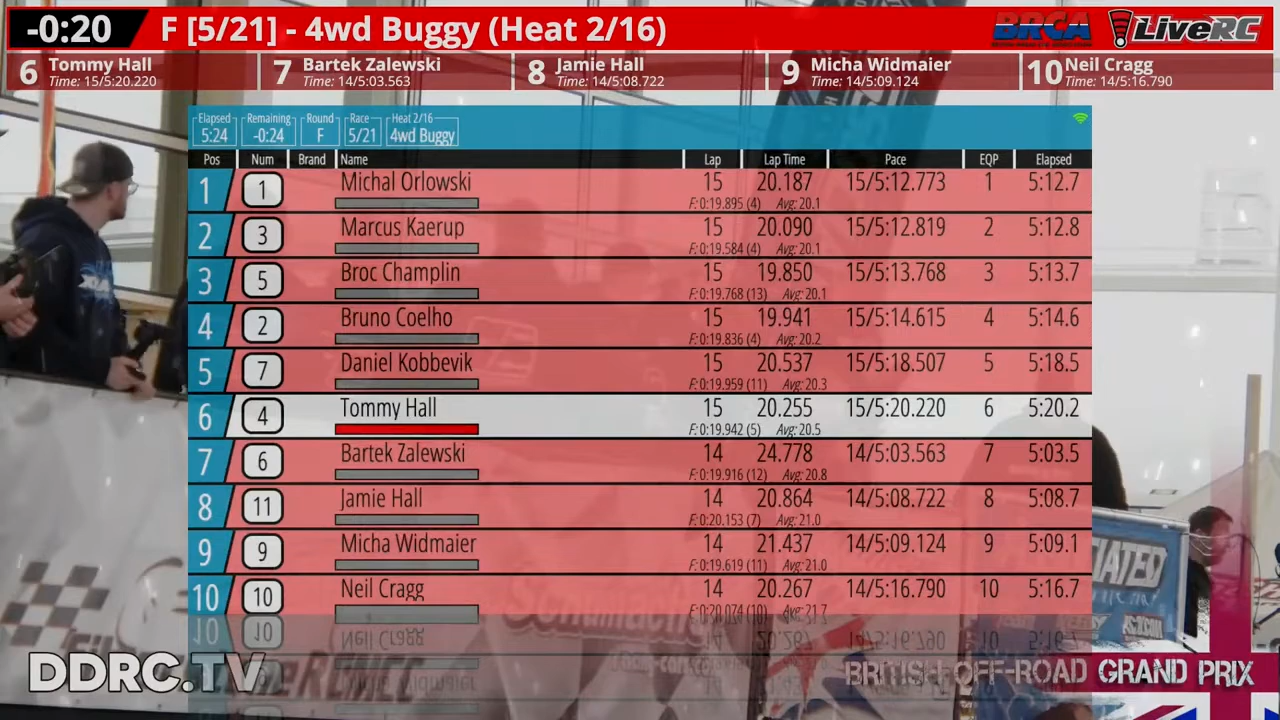 -0:20 F [5/21] - 4wd Buggy (Heat 2/16) BRCA LiveRC
6 Tommy Hall 7 Bartek Zalewski 8 Jamie Hall 9 Micha Widmaier 10 Neil Cragg
Time: 15/5:20.220 Time: 14/5:03.563 Time: 14/5:08.722 Time: 14/5:09.124 Time: 14/5:16.790
Elapsed Remaining Round Race Heat 2/16
5:24 -0:24 F 5/21 4wd Buggy
Pos Num Brand Name Lap Lap Time Pace EQP Elapsed
1 1 Michal Orlowski 15 20.187 15/5:12.773 1 5:12.7
F: 0:19.895 (4) Avg: 20.1
2 3 Marcus Kaerup 15 20.090 15/5:12.819 2 5:12.8
F: 0:19.584 (4) Avg: 20.1
3 5 Broc Champlin 15 19.850 15/5:13.768 3 5:13.7
F: 0:19.768 (13) Avg: 20.1
4 2 Bruno Coelho 15 19.941 15/5:14.615 4 5:14.6
F: 0:19.836 (4) Avg: 20.2
5 7 Daniel Kobbevik 15 20.537 15/5:18.507 5 5:18.5
F: 0:19.959 (11) Avg: 20.3
6 4 Tommy Hall 15 20.255 15/5:20.220 6 5:20.2
F: 0:19.942 (5) Avg: 20.5
7 6 Bartek Zalewski 14 24.778 14/5:03.563 7 5:03.5
F: 0:19.916 (12) Avg: 20.8
8 11 Jamie Hall 14 20.864 14/5:08.722 8 5:08.7
F: 0:20.153 (7) Avg: 21.0
9 9 Micha Widmaier 14 21.437 14/5:09.124 9 5:09.1
F: 0:19.619 (11) Avg: 21.0
10 10 Neil Cragg 14 20.267 14/5:16.790 10 5:16.7
F: 0:20.074 (10) Avg: 21.7
DDRC.TV BRITISH OFF-ROAD GRAND PRIX